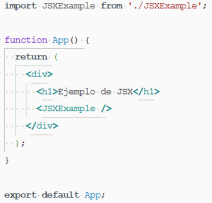 import JSXExample from './JSXExample';
function App() {
return (
<div>
<h1>Ejemplo de JSX</h1>
<JSXExample />
</div>
);
}
export default App;